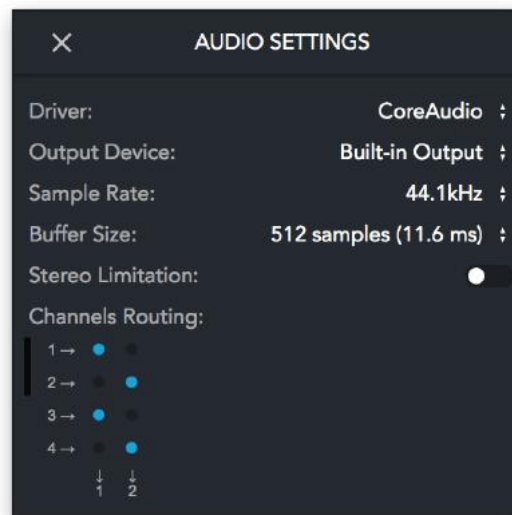 AUDIO SETTINGS
Driver: CoreAudio
Output Device: Built-in Output
Sample Rate: 44.1kHz
Buffer Size: 512 samples (11.6 ms)
Stereo Limitation:
Channels Routing:
1→
2→
3→
4→
↓ ↓
1 2